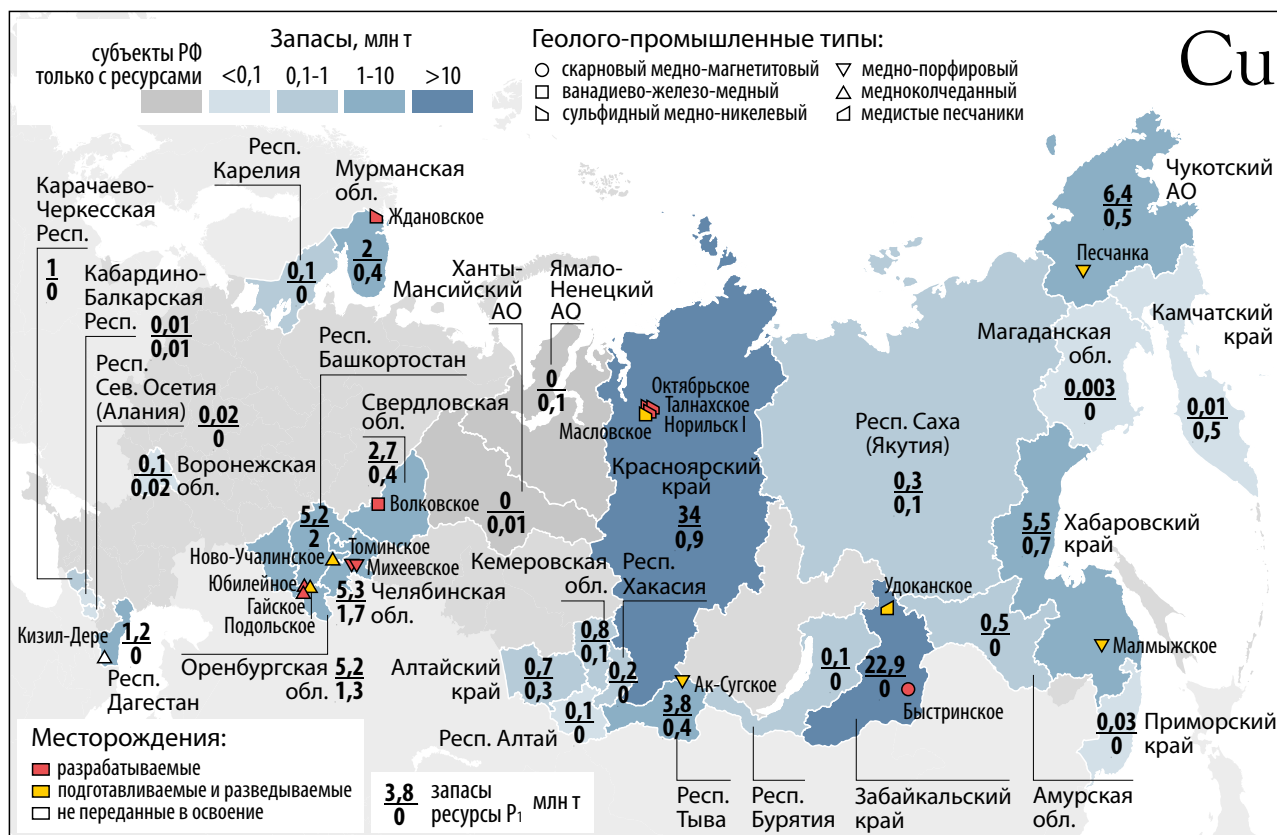 Cu
субъекты РФ
только с ресурсами
Запасы, млн т
<0,1
0,1-1
1-10
>10
Геолого-промышленные типы:
скарновый медно-магнетитовый
ванадиево-железо-медный
сульфидный медно-никелевый
медно-порфировый
медноколчеданный
медистые песчаники
Карачаево-
Черкесская
Респ.
1
0
Кабардино-
Балкарская
Респ.
0,01
0,01
Респ.
Сев. Осетия
(Алания)
0,02
0
0,1
0,02
Воронежская
обл.
Респ.
Карелия
0,1
0
Мурманская
обл.
Ждановское
2
0,4
Ханты-
Мансийский
АО
0
0,01
Ямало-
Ненецкий
АО
0
0,1
Респ.
Башкортостан
5,2
2
Свердловская
обл.
2,7
0,4
Волковское
Ново-Учалинское
Томинское
Михеевское
Юбилейное
Гайское
Подольское
5,3
1,7
Челябинская
обл.
Оренбургская
обл.
5,2
1,3
Кизил-Дере
1,2
0
Респ.
Дагестан
Октябрьское
Талнахское
Норильск I
Масловское
Красноярский
край
34
0,9
Кемеровская
обл.
0,8
0,1
Респ.
Хакасия
0,2
0
Алтайский
край
0,7
0,3
Респ. Алтай
0,1
0
Ак-Сугское
3,8
0,4
Респ.
Тыва
Респ.
Бурятия
0,1
0
Удоканское
22,9
0
Быстринское
Забайкальский
край
Респ. Саха
(Якутия)
0,3
0,1
Амурская
обл.
0,5
0
Хабаровский
край
5,5
0,7
Малмыжское
Приморский
край
0,03
0
Магаданская
обл.
0,003
0
Камчатский
край
0,01
0,5
Чукотский
АО
6,4
0,5
Песчанка
Месторождения:
разрабатываемые
подготавливаемые и разведываемые
не переданные в освоение
3,8
0
запасы
ресурсы P₁
млн т